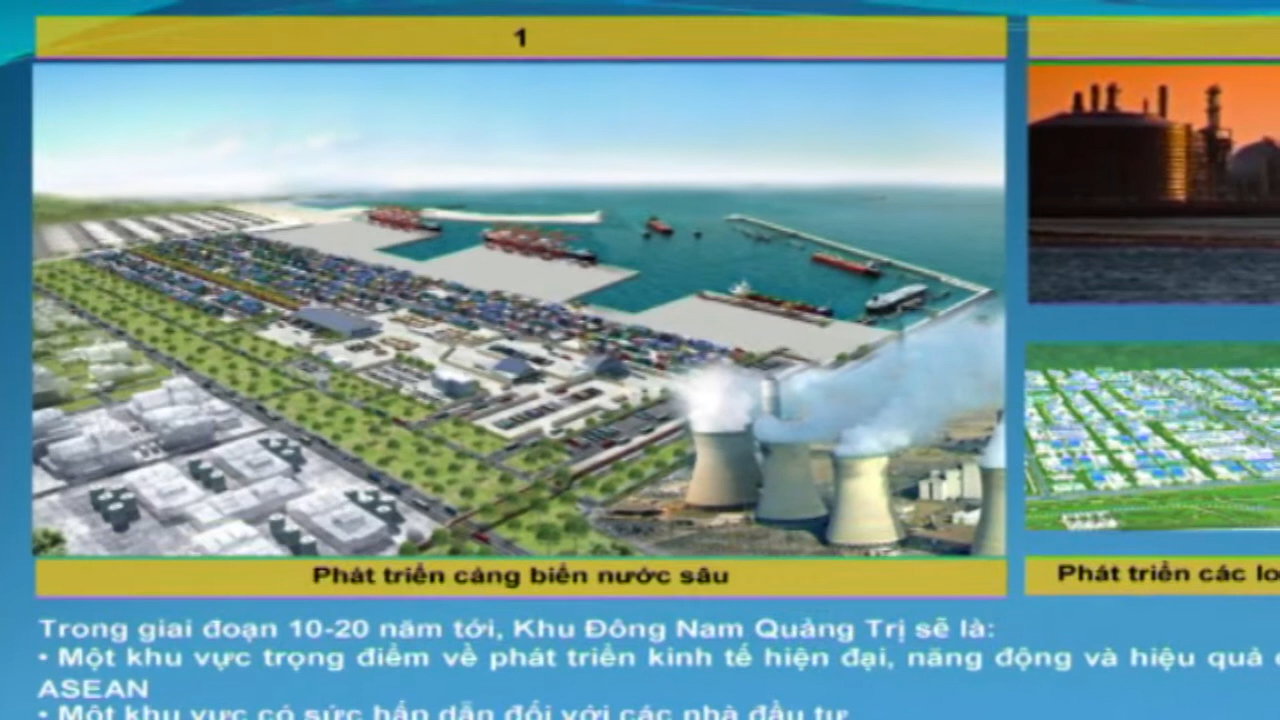 1
Phát triển cảng biển nước sâu
Phát triển các
Trong giai đoạn 10-20 năm tới, Khu Đông Nam Quảng Trị sẽ là:
• Một khu vực trọng điểm về phát triển kinh tế hiện đại, năng động và hiệu quả
ASEAN
• Một khu vực có sức hấp dẫn đối với các nhà đầu tư